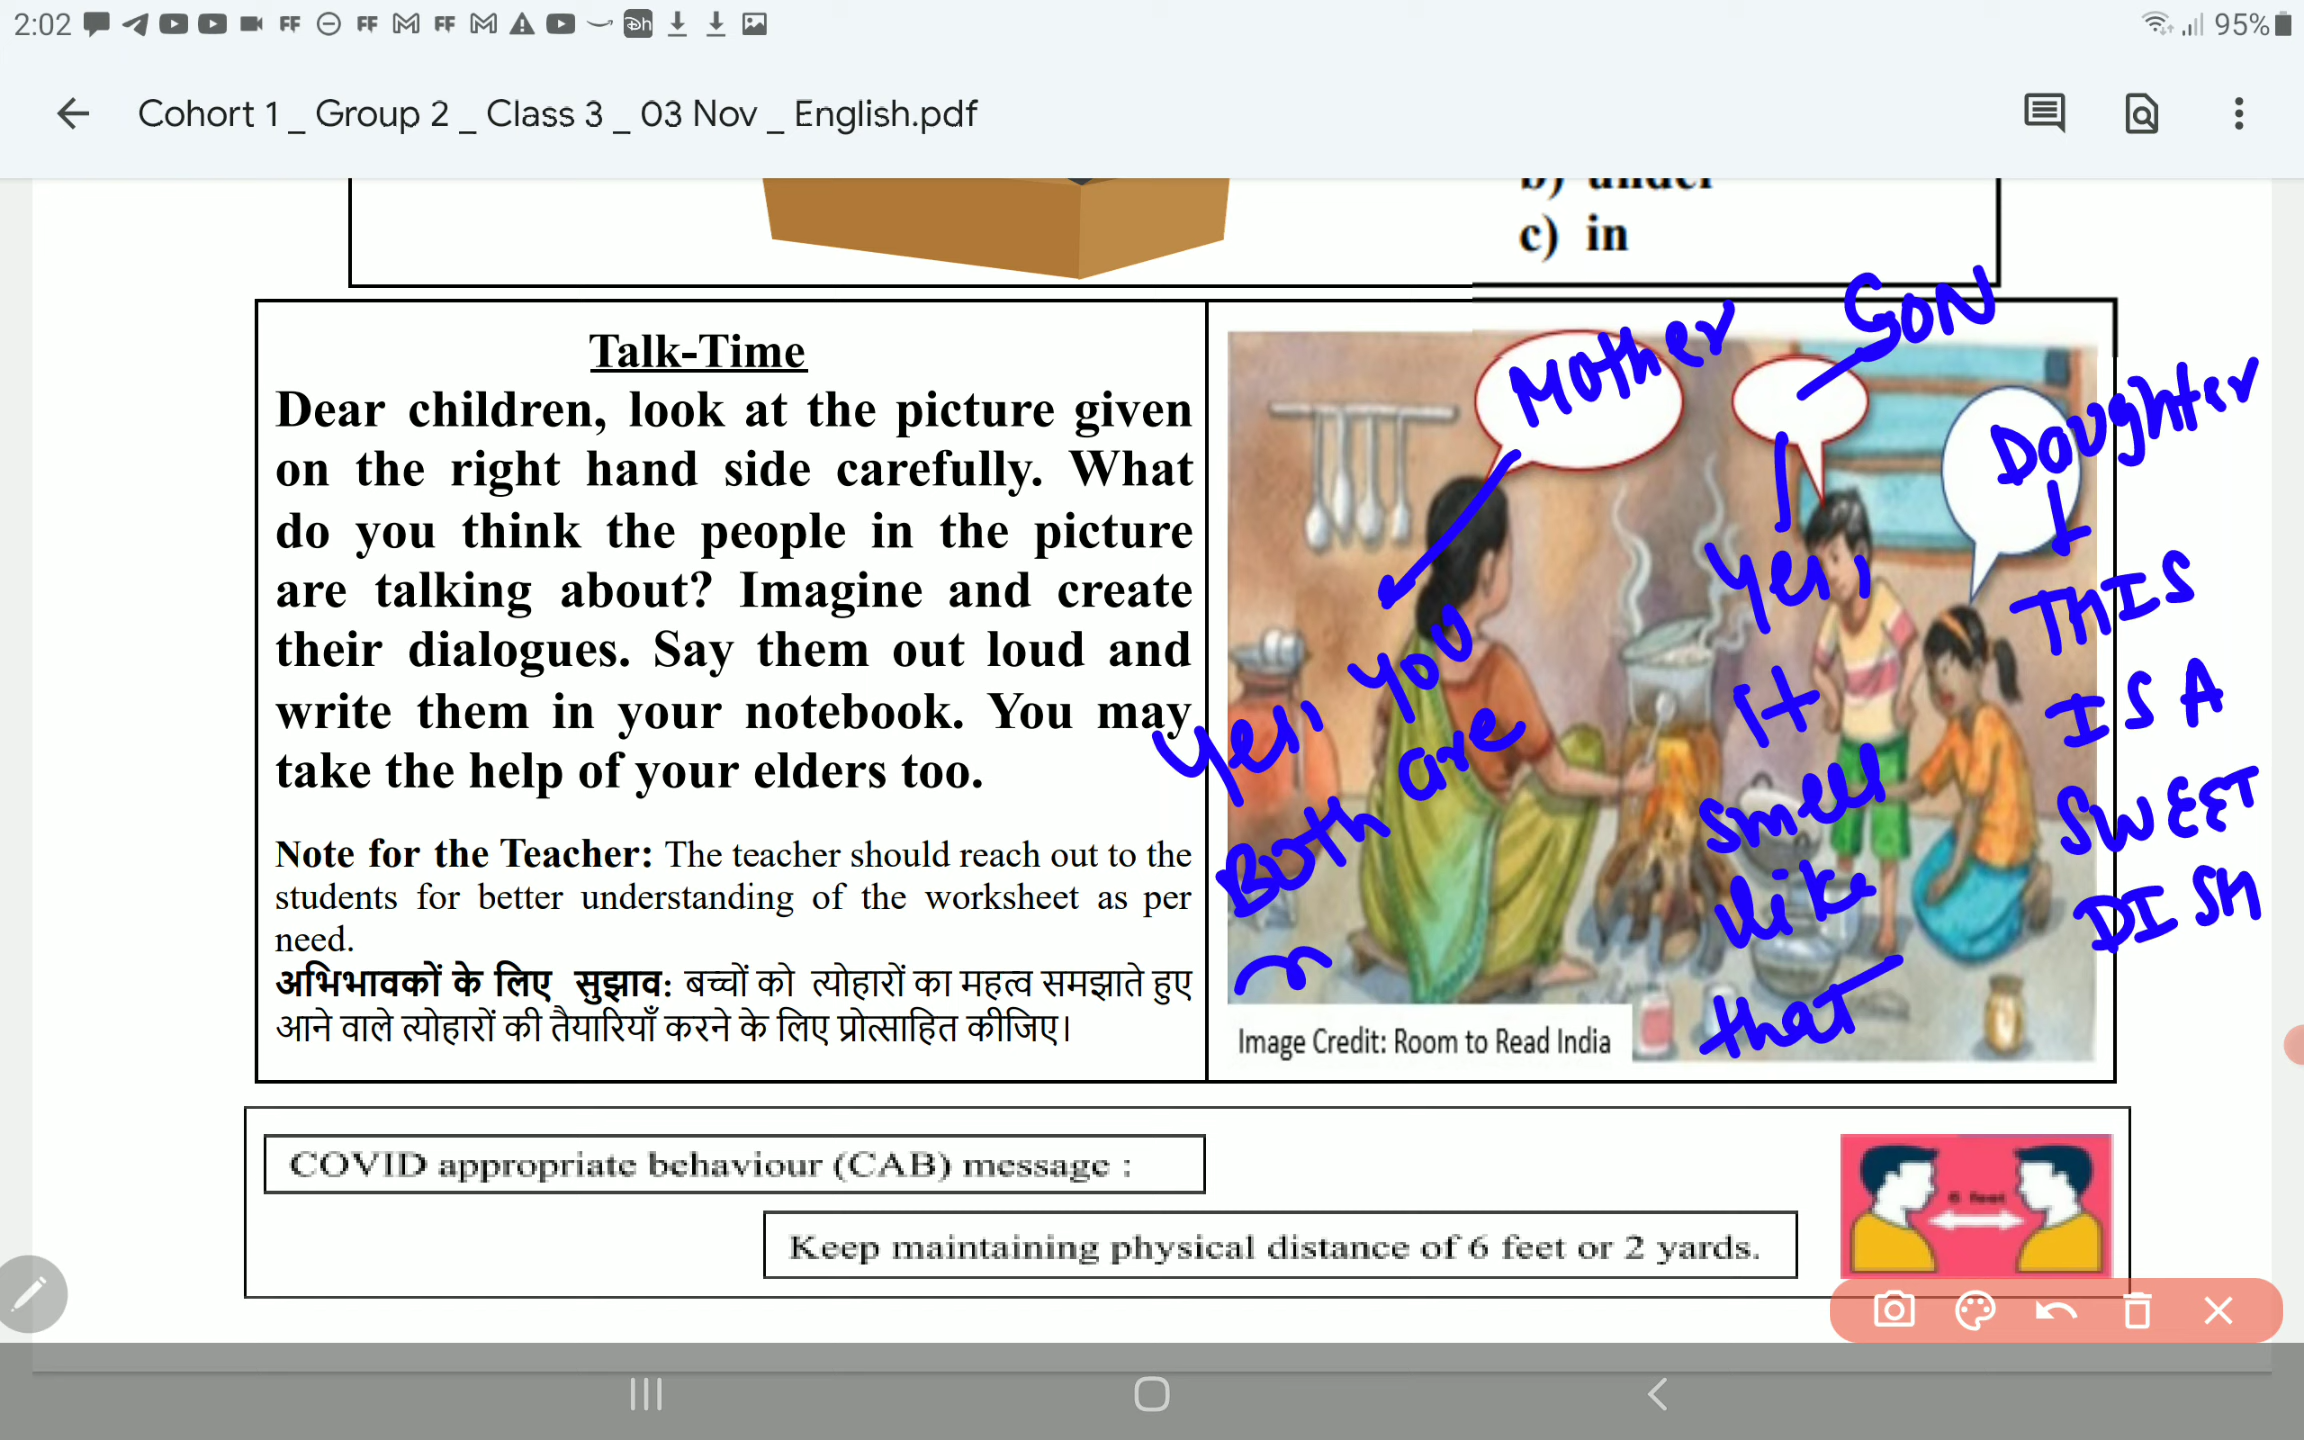 2:02
95%
Cohort 1 _ Group 2 _ Class 3 _ 03 Nov _ English.pdf
b) under
c) in
Talk-Time
Dear children, look at the picture given
on the right hand side carefully. What
do you think the people in the picture
are talking about? Imagine and create
their dialogues. Say them out loud and
write them in your notebook. You may
take the help of your elders too.
Note for the Teacher: The teacher should reach out to the
students for better understanding of the worksheet as per
need.
अभिभावकों के लिए सुझाव: बच्चों को त्योहारों का महत्व समझाते हुए
आने वाले त्योहारों की तैयारियाँ करने के लिए प्रोत्साहित कीजिए।
Mother
Yes, You
Both are
SON
Yes,
It
smell
like
that
Doughter
THIS
IS A
SWEET
DISH
Image Credit: Room to Read India
COVID appropriate behaviour (CAB) message :
Keep maintaining physical distance of 6 feet or 2 yards.
6 feet